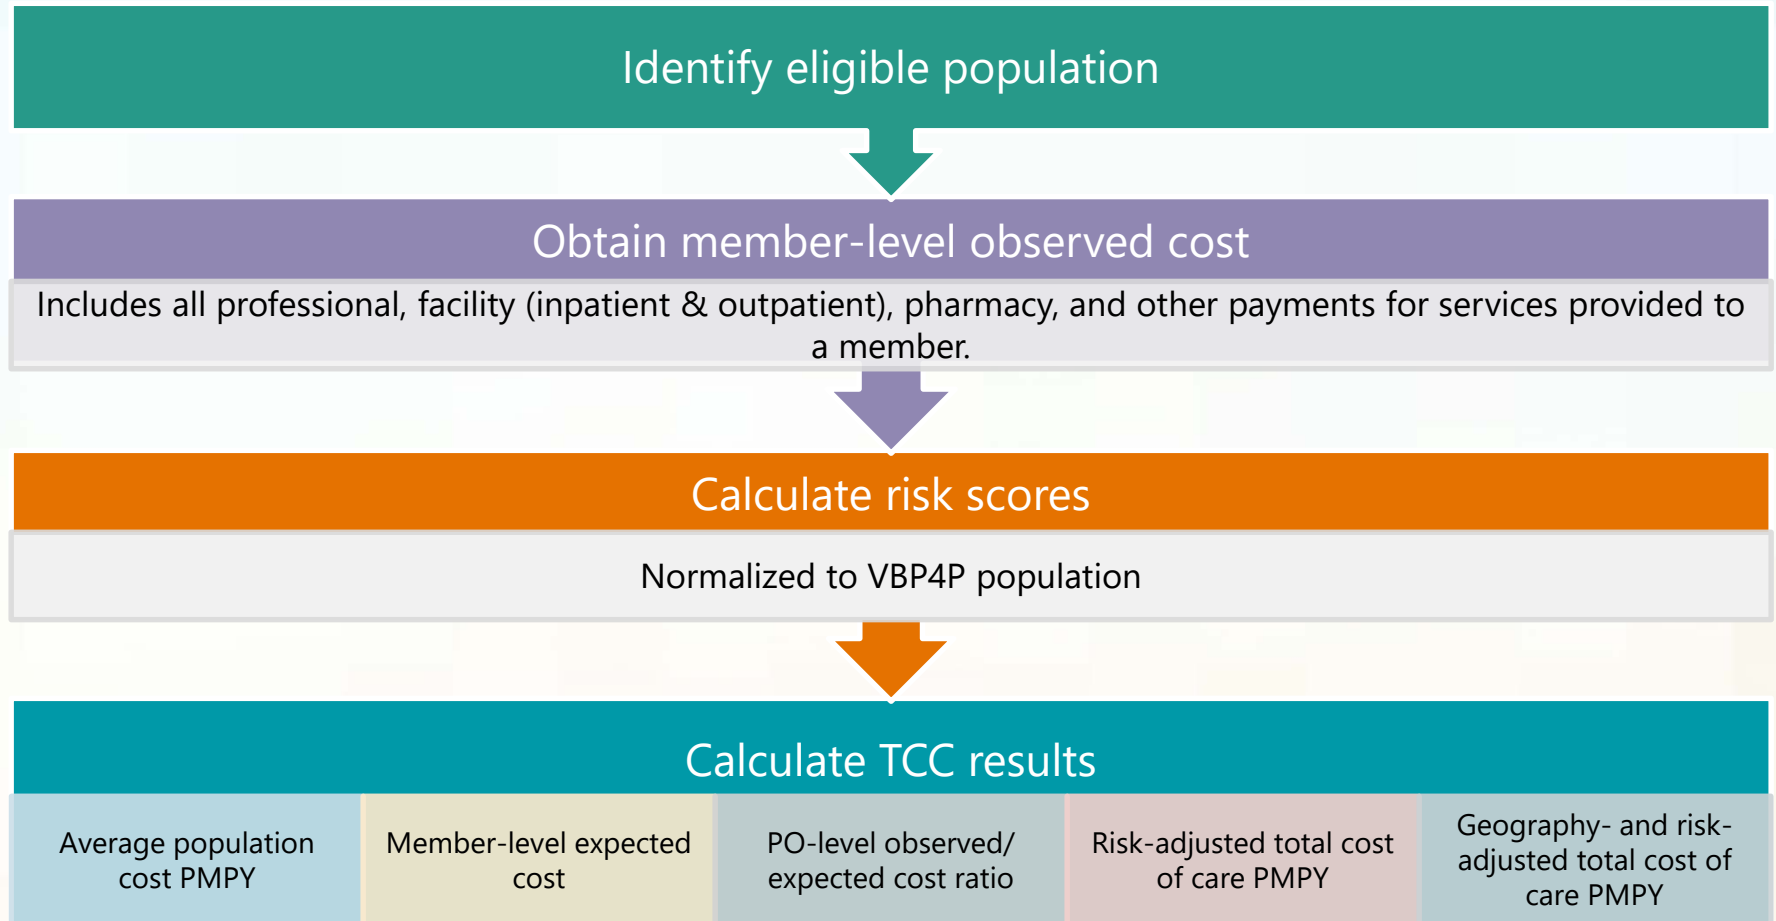 Identify eligible population
Obtain member-level observed cost
Includes all professional, facility (inpatient & outpatient), pharmacy, and other payments for services provided to
a member.
Calculate risk scores
Normalized to VBP4P population
Calculate TCC results
Average population
cost PMPY
Member-level expected
cost
PO-level observed/
expected cost ratio
Risk-adjusted total cost
of care PMPY
Geography- and risk-
adjusted total cost of
care PMPY